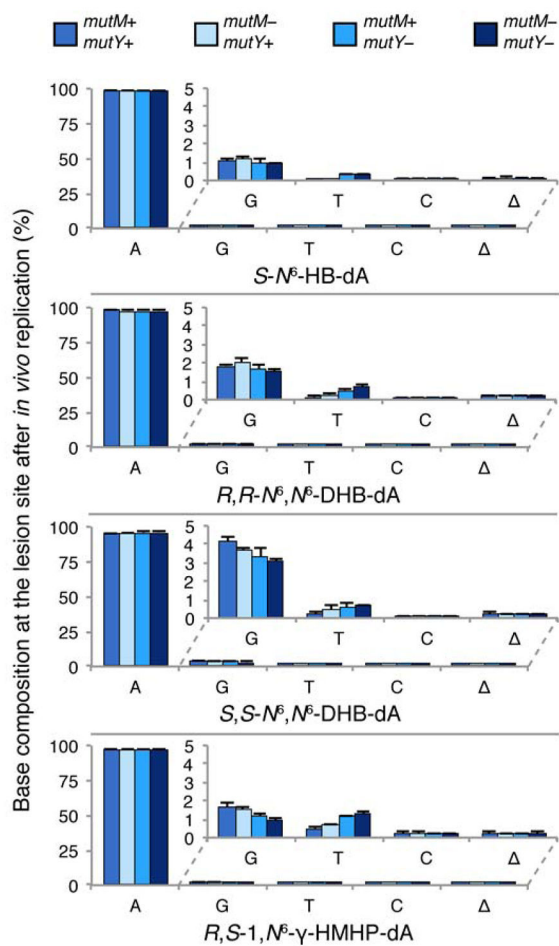 mutM+ mutM– mutM+ mutM–
mutY+ mutY+ mutY– mutY–
Base composition at the lesion site after in vivo replication (%)
100
75
50
25
0
5
4
3
2
1
0
G T C Δ
A G T C Δ
S-N⁶-HB-dA
100
75
50
25
0
5
4
3
2
1
0
G T C Δ
A G T C Δ
R,R-N⁶,N⁶-DHB-dA
100
75
50
25
0
5
4
3
2
1
0
G T C Δ
A G T C Δ
S,S-N⁶,N⁶-DHB-dA
100
75
50
25
0
5
4
3
2
1
0
G T C Δ
A G T C Δ
R,S-1,N⁶-γ-HMHP-dA